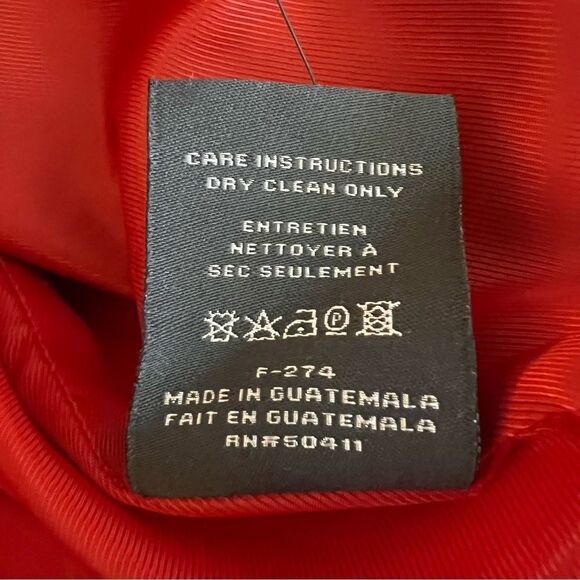 CARE INSTRUCTIONS
DRY CLEAN ONLY
ENTRETIEN
NETTOYER À
SEC SEULEMENT
P
F-274
MADE IN GUATEMALA
FAIT EN GUATEMALA
RN#50411